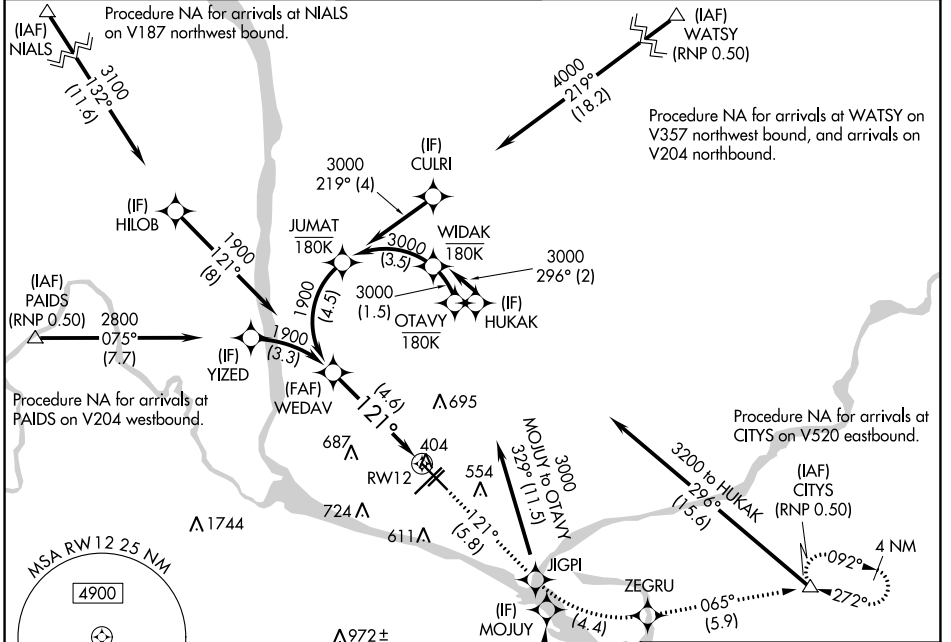 (IAF)
NIALS
Procedure NA for arrivals at NIALS
on V187 northwest bound.
3100
132°
(11.6)
(IAF)
WATSY
(RNP 0.50)
4000
219°
(18.2)
Procedure NA for arrivals at WATSY on
V357 northwest bound, and arrivals on
V204 northbound.
(IF)
CULRI
3000
219° (4)
(IF)
HILOB
1900
121°
(8)
JUMAT
180K
3000
(3.5)
WIDAK
180K
3000
296° (2)
1900
(4.5)
3000
(1.5)
OTAVY
180K
(IF)
HUKAK
(IAF)
PAIDS
(RNP 0.50)
2800
075°
(7.7)
(IF)
YIZED
1900
(3.3)
(FAF)
WEDAV
(4.6)
121°
695
Procedure NA for arrivals at
PAIDS on V204 westbound.
Procedure NA for arrivals at
CITYS on V520 eastbound.
687
404
RW12
554
MOJUY to OTAVY
3000
329° (11.5)
3200 to HUKAK
296°
(15.6)
(IAF)
CITYS
(RNP 0.50)
1744
724
611
121°
(5.8)
092°
4 NM
272°
MSA RW12 25 NM
4900
JIGPI
(IF)
MOJUY
(4.4)
ZEGRU
065°
(5.9)
972±